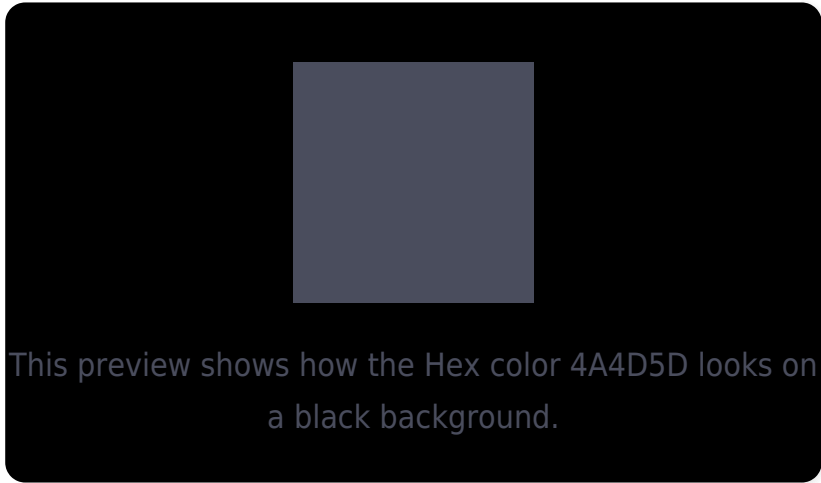 This preview shows how the Hex color 4A4D5D looks on
a black background.